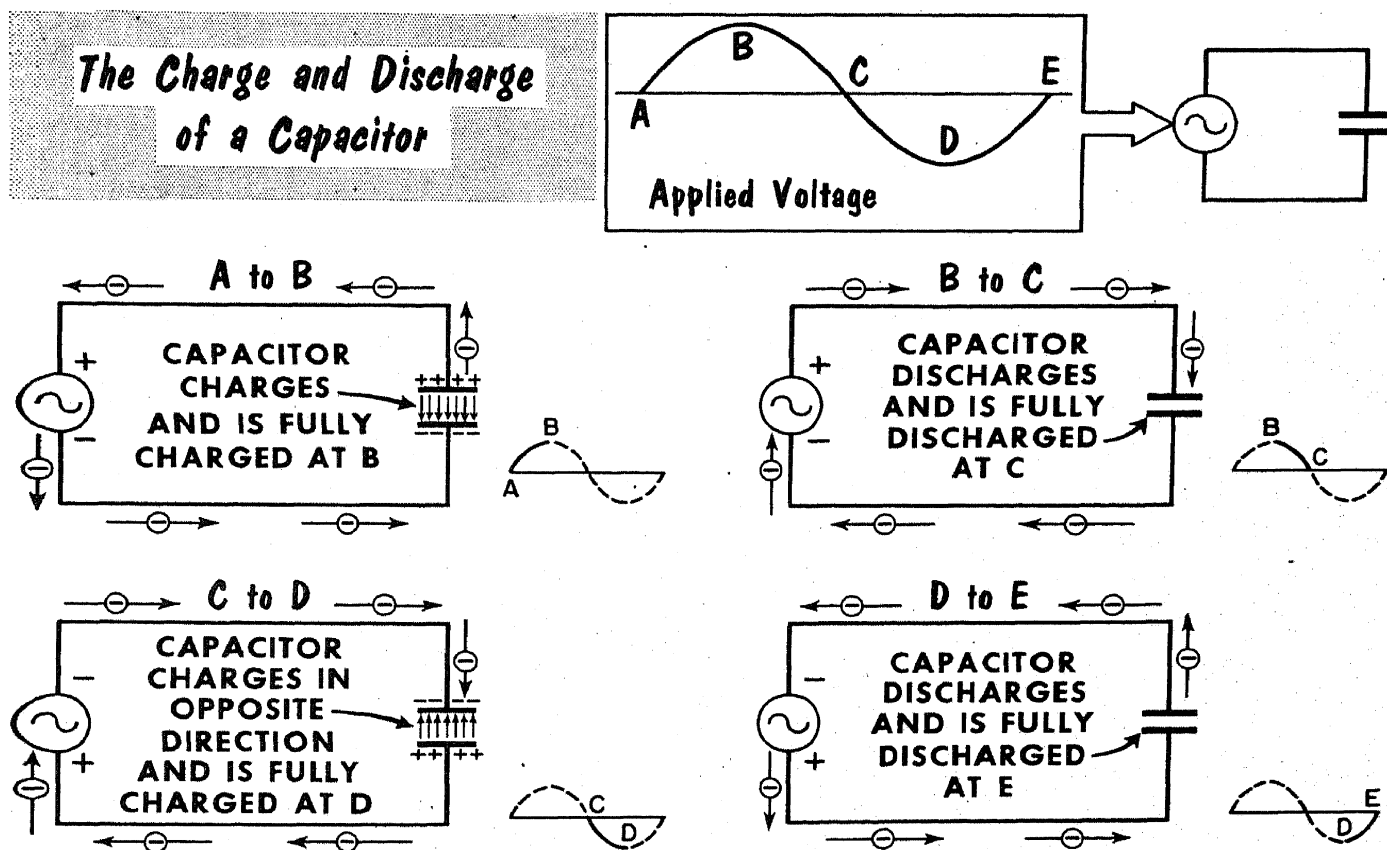 The Charge and Discharge
of a Capacitor
A
B
C
D
E
Applied Voltage
A to B
+
−
CAPACITOR
CHARGES
AND IS FULLY
CHARGED AT B
++++
−−−−
A
B
B to C
+
−
CAPACITOR
DISCHARGES
AND IS FULLY
DISCHARGED
AT C
B
C
C to D
−
+
CAPACITOR
CHARGES IN
OPPOSITE
DIRECTION
AND IS FULLY
CHARGED AT D
−−−−
++++
C
D
D to E
−
+
CAPACITOR
DISCHARGES
AND IS FULLY
DISCHARGED
AT E
D
E